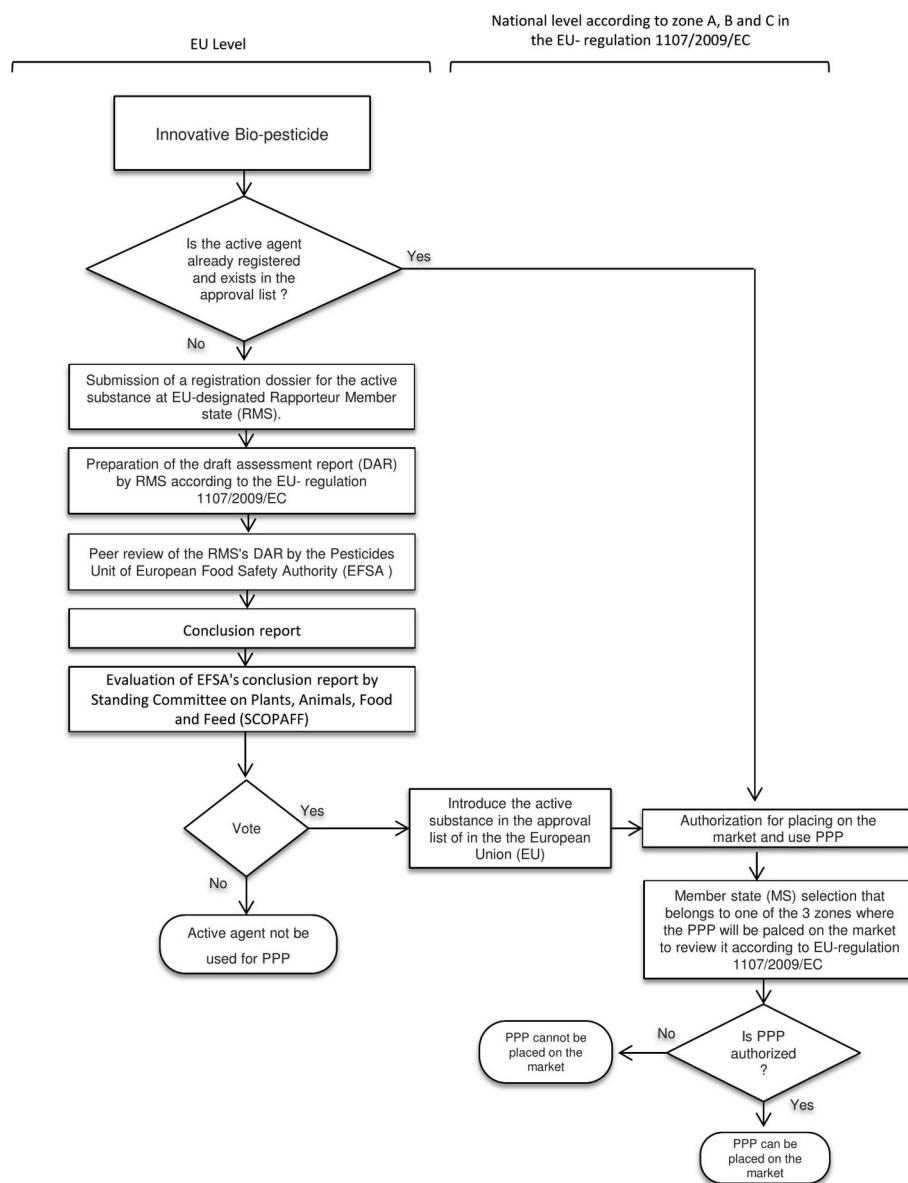 EU Level
National level according to zone A, B and C in
the EU- regulation 1107/2009/EC
Innovative Bio-pesticide
Is the active agent
already registered
and exists in the
approval list ?
Yes
No
Submission of a registration dossier for the active
substance at EU-designated Rapporteur Member
state (RMS).
Preparation of the draft assessment report (DAR)
by RMS according to the EU- regulation
1107/2009/EC
Peer review of the RMS's DAR by the Pesticides
Unit of European Food Safety Authority (EFSA )
Conclusion report
Evaluation of EFSA's conclusion report by
Standing Committee on Plants, Animals, Food
and Feed (SCOPAFF)
Vote
Yes
No
Active agent not be
used for PPP
Introduce the active
substance in the approval
list of in the the European
Union (EU)
Authorization for placing on the
market and use PPP
Member state (MS) selection that
belongs to one of the 3 zones where
the PPP will be palced on the market
to review it according to EU-regulation
1107/2009/EC
Is PPP
authorized
?
No
PPP cannot be
placed on the
market
Yes
PPP can be
placed on the
market